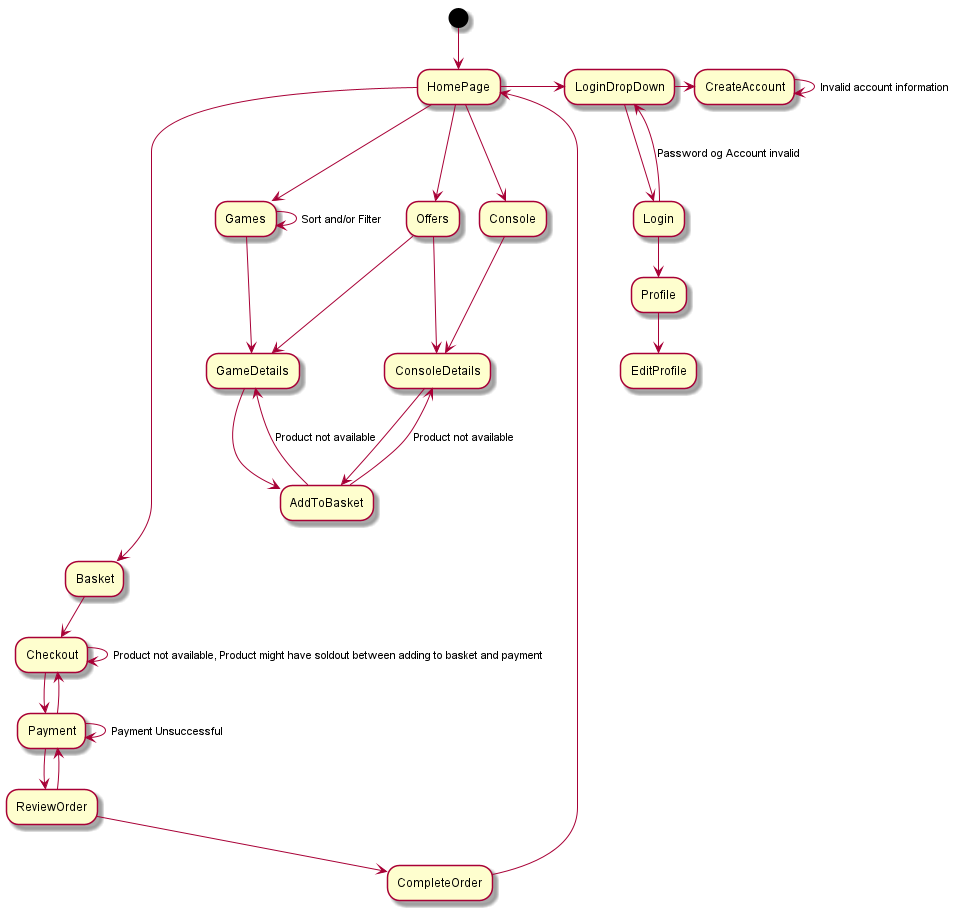 HomePage
LoginDropDown
CreateAccount
Invalid account information
Password og Account invalid
Games
Sort and/or Filter
Offers
Console
Login
Profile
GameDetails
ConsoleDetails
EditProfile
Product not available
Product not available
AddToBasket
Basket
Checkout
Product not available, Product might have soldout between adding to basket and payment
Payment
Payment Unsuccessful
ReviewOrder
CompleteOrder